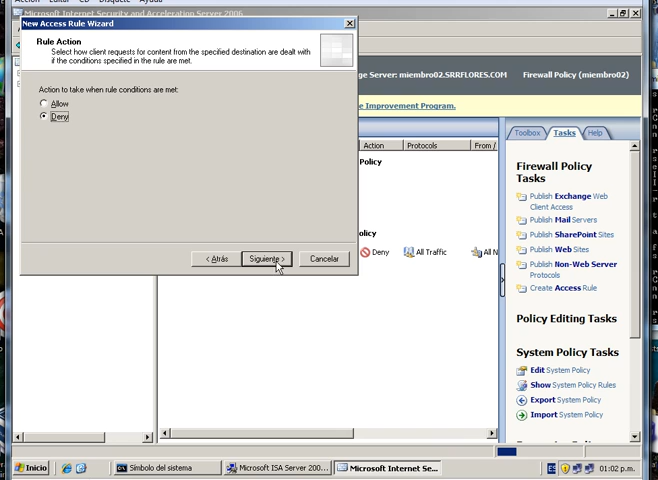 Acción Editar CD Disquete Ayuda
Microsoft Internet Security and Acceleration Server 2006
New Access Rule Wizard
Rule Action
Select how client requests for content from the specified destination are dealt with
if the conditions specified in the rule are met.
Action to take when rule conditions are met:
Allow
Deny
< Atrás
Siguiente >
Cancelar
ge Server: miembro02.SRRFLORES.COM
Firewall Policy (miembro02)
e Improvement Program.
Action
Protocols
From /
Policy
olicy
Deny
All Traffic
All N
Toolbox
Tasks
Help
Firewall Policy
Tasks
Publish Exchange Web
Client Access
Publish Mail Servers
Publish SharePoint Sites
Publish Web Sites
Publish Non-Web Server
Protocols
Create Access Rule
Policy Editing Tasks
System Policy Tasks
Edit System Policy
Show System Policy Rules
Export System Policy
Import System Policy
Inicio
Símbolo del sistema
Microsoft ISA Server 200...
Microsoft Internet Se...
ES
01:02 p.m.